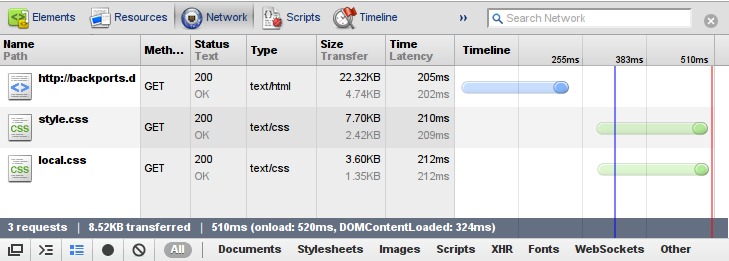 Elements Resources Network Scripts Timeline » Search Network
Name Meth... Status Type Size Time Timeline
Path Text Transfer Latency
255ms 383ms 510ms
http://backports.d GET 200 text/html 22.32KB 205ms
OK 4.74KB 202ms
style.css GET 200 text/css 7.70KB 210ms
CSS OK 2.42KB 209ms
local.css GET 200 text/css 3.60KB 212ms
CSS OK 1.35KB 212ms
3 requests | 8.52KB transferred | 510ms (onload: 520ms, DOMContentLoaded: 324ms)
All Documents Stylesheets Images Scripts XHR Fonts WebSockets Other